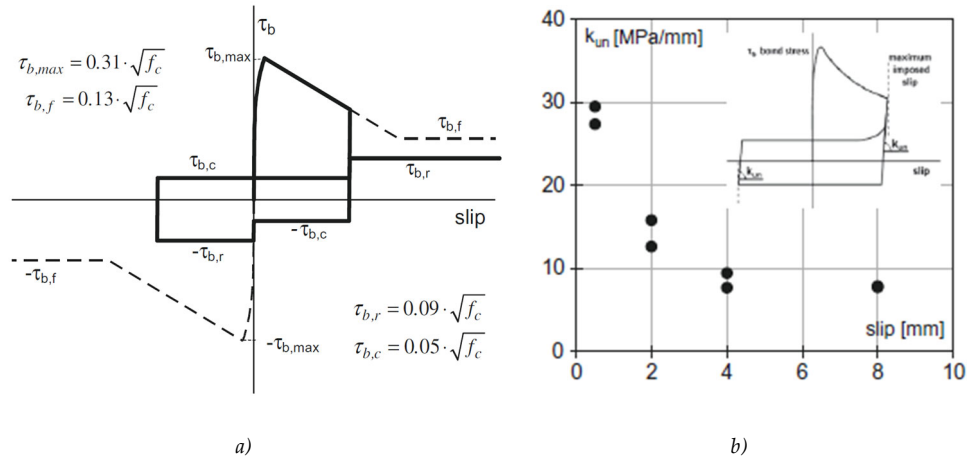 τb
τb,max
τb,max = 0.31·√fc
τb,f = 0.13·√fc
τb,f
τb,c
τb,r
slip
-τb,c
-τb,r
-τb,f
τb,r = 0.09·√fc
τb,c = 0.05·√fc
-τb,max
a)
40
kun [MPa/mm]
τb bond stress
maximum
imposed
slip
30
kun
slip
kun
20
10
slip [mm]
0
0 2 4 6 8 10
b)